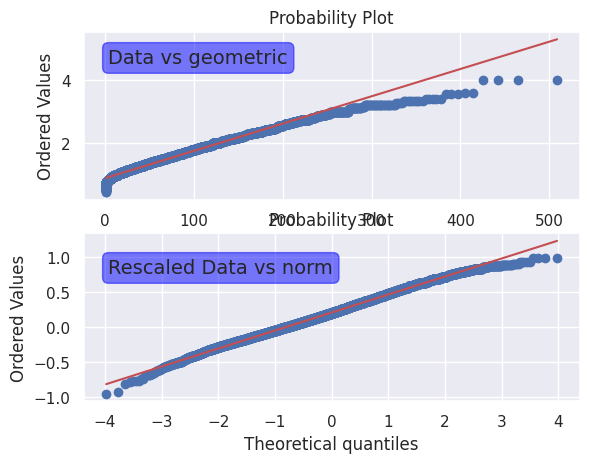 Probability Plot
Data vs geometric
Ordered Values
4
2
0 100 200 300 400 500
Probability Plot
Rescaled Data vs norm
Ordered Values
1.0
0.5
0.0
−0.5
−1.0
−4 −3 −2 −1 0 1 2 3 4
Theoretical quantiles